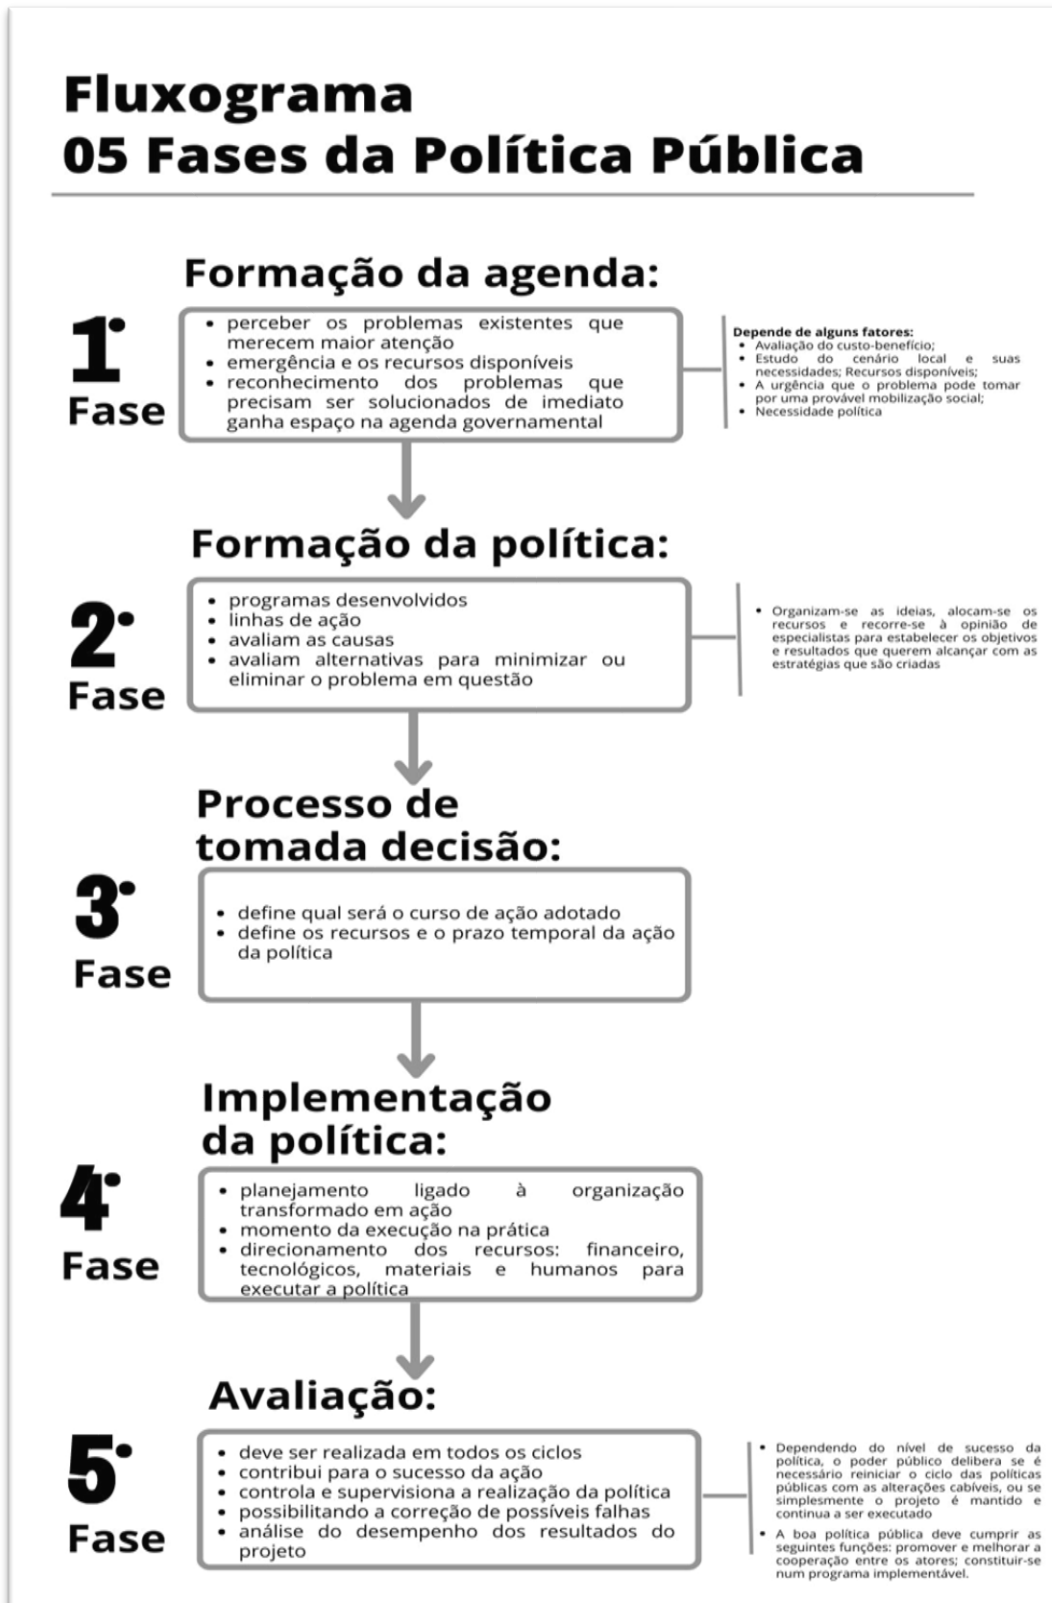 Fluxograma
05 Fases da Política Pública
Formação da agenda:
1•
Fase
• perceber os problemas existentes que
merecem maior atenção
• emergência e os recursos disponíveis
• reconhecimento dos problemas que
precisam ser solucionados de imediato
ganha espaço na agenda governamental
Depende de alguns fatores:
• Avaliação do custo-benefício;
• Estudo do cenário local e suas
necessidades; Recursos disponíveis;
• A urgência que o problema pode tomar
por uma provável mobilização social;
• Necessidade política
Formação da política:
2•
Fase
• programas desenvolvidos
• linhas de ação
• avaliam as causas
• avaliam alternativas para minimizar ou
eliminar o problema em questão
• Organizam-se as ideias, alocam-se os
recursos e recorre-se à opinião de
especialistas para estabelecer os objetivos
e resultados que querem alcançar com as
estratégias que são criadas
Processo de
tomada decisão:
3•
Fase
• define qual será o curso de ação adotado
• define os recursos e o prazo temporal da ação
da política
Implementação
da política:
4•
Fase
• planejamento ligado à organização
transformado em ação
• momento da execução na prática
• direcionamento dos recursos: financeiro,
tecnológicos, materiais e humanos para
executar a política
Avaliação:
5•
Fase
• deve ser realizada em todos os ciclos
• contribui para o sucesso da ação
• controla e supervisiona a realização da política
• possibilitando a correção de possíveis falhas
• análise do desempenho dos resultados do
projeto
• Dependendo do nível de sucesso da
política, o poder público delibera se é
necessário reiniciar o ciclo das políticas
públicas com as alterações cabíveis, ou se
simplesmente o projeto é mantido e
continua a ser executado
• A boa política pública deve cumprir as
seguintes funções: promover e melhorar a
cooperação entre os atores; constituir-se
num programa implementável.